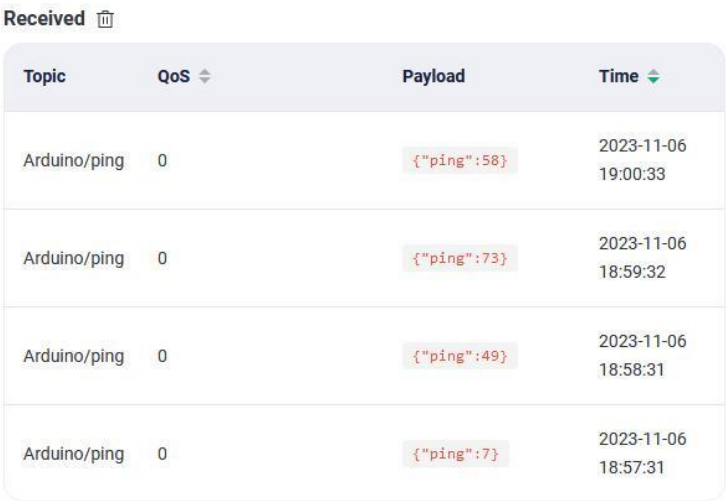 Received
Topic QoS Payload Time
Arduino/ping 0 {"ping":58} 2023-11-06
19:00:33
Arduino/ping 0 {"ping":73} 2023-11-06
18:59:32
Arduino/ping 0 {"ping":49} 2023-11-06
18:58:31
Arduino/ping 0 {"ping":7} 2023-11-06
18:57:31